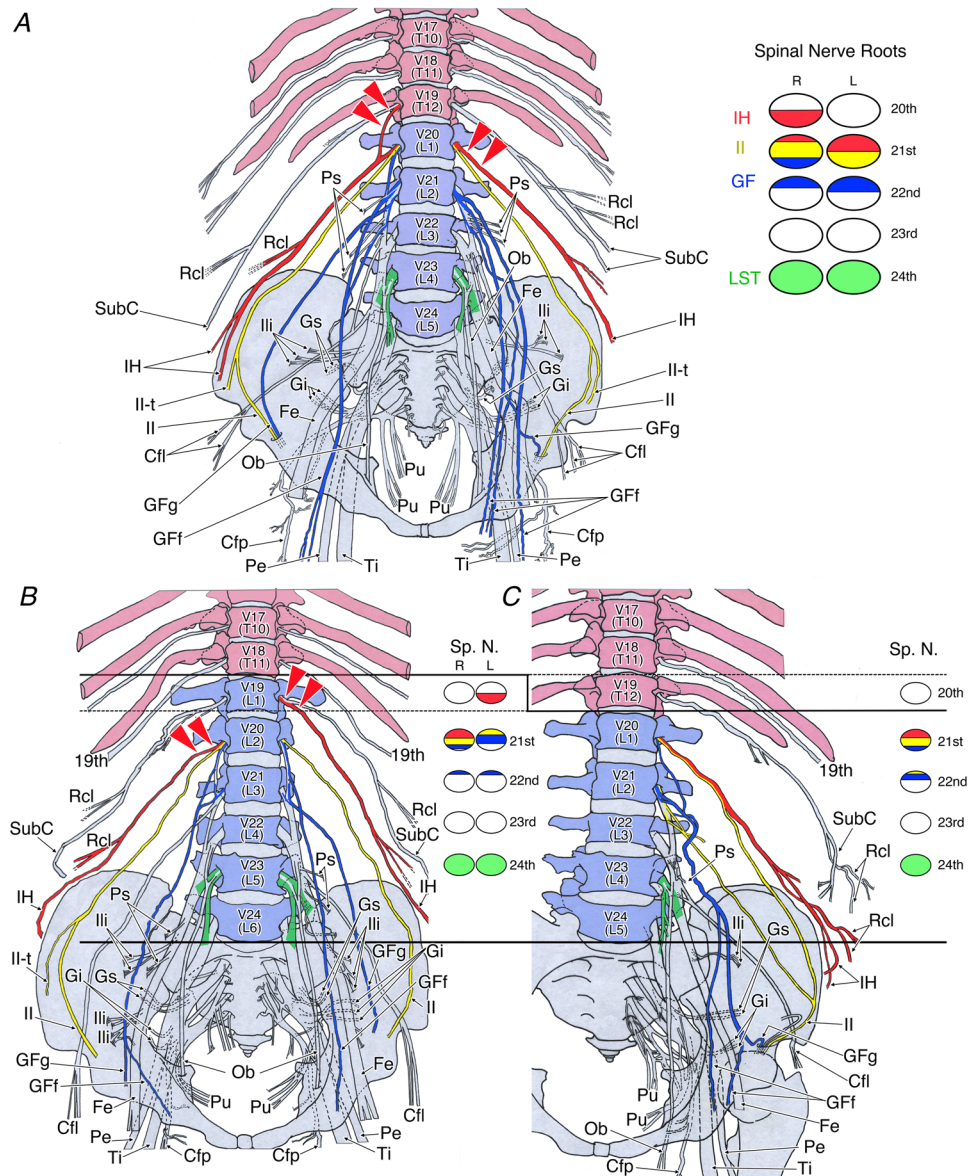 A
V17
(T10)
V18
(T11)
V19
(T12)
V20
(L1)
V21
(L2)
V22
(L3)
V23
(L4)
V24
(L5)
Ps
Ps
Rcl
Rcl
Rcl
Rcl
SubC
SubC
Ob
Fe
Ili
Ili
Gs
IH
IH
II-t
II-t
Gi
Gs
Gi
II
II
Fe
GFg
Cfl
Cfl
Ob
GFg
Pu
Pu
Pu
GFf
GFf
Cfp
Cfp
Pe
Ti
Ti
Pe
Spinal Nerve Roots
R L
IH
20th
II
21st
GF
22nd
23rd
LST
24th
B
V17
(T10)
V18
(T11)
V19
(L1)
V20
(L2)
V21
(L3)
V22
(L4)
V23
(L5)
V24
(L6)
Sp. N.
R L
21st
22nd
23rd
24th
19th
19th
Rcl
Rcl
SubC
Rcl
SubC
IH
IH
Ps
Ps
Ili
Gs
Ili
II-t
Gi
Gs
GFg
Gi
GFf
II
Ili
Ili
II
GFg
GFf
Ob
Fe
Fe
Pu
Pu
Cfl
Cfl
Pe
Ti
Cfp
Cfp
Ti
Pe
C
V17
(T10)
V18
(T11)
V19
(T12)
V20
(L1)
V21
(L2)
V22
(L3)
V23
(L4)
V24
(L5)
Sp. N.
20th
21st
22nd
23rd
24th
19th
SubC
Rcl
Ps
Ili
Gs
Rcl
IH
Gi
II
GFg
Cfl
Pu
GFf
Fe
Ob
Pe
Cfp
Ti